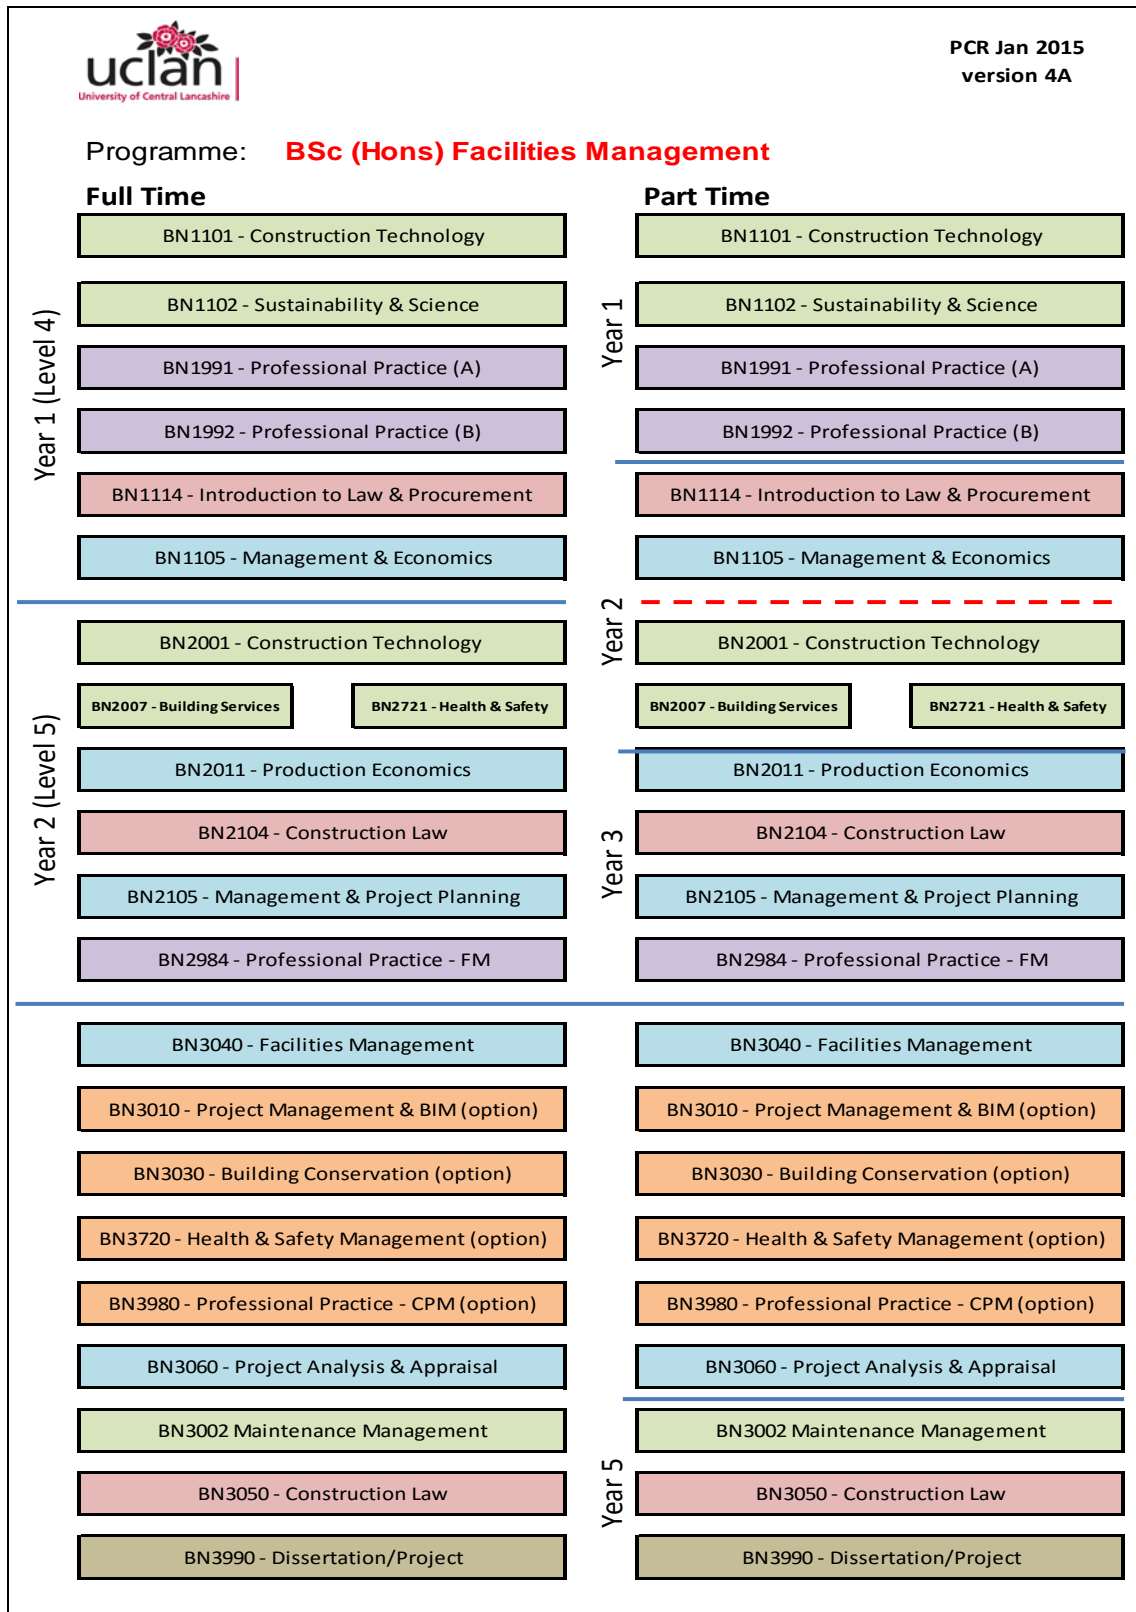 uclan
University of Central Lancashire
PCR Jan 2015
version 4A
Programme: BSc (Hons) Facilities Management
Full Time
Year 1 (Level 4)
BN1101 - Construction Technology
BN1102 - Sustainability & Science
BN1991 - Professional Practice (A)
BN1992 - Professional Practice (B)
BN1114 - Introduction to Law & Procurement
BN1105 - Management & Economics
Year 2 (Level 5)
BN2001 - Construction Technology
BN2007 - Building Services
BN2721 - Health & Safety
BN2011 - Production Economics
BN2104 - Construction Law
BN2105 - Management & Project Planning
BN2984 - Professional Practice - FM
BN3040 - Facilities Management
BN3010 - Project Management & BIM (option)
BN3030 - Building Conservation (option)
BN3720 - Health & Safety Management (option)
BN3980 - Professional Practice - CPM (option)
BN3060 - Project Analysis & Appraisal
BN3002 Maintenance Management
BN3050 - Construction Law
BN3990 - Dissertation/Project
Part Time
Year 1
BN1101 - Construction Technology
BN1102 - Sustainability & Science
BN1991 - Professional Practice (A)
BN1992 - Professional Practice (B)
Year 2
BN1114 - Introduction to Law & Procurement
BN1105 - Management & Economics
BN2001 - Construction Technology
BN2007 - Building Services
BN2721 - Health & Safety
Year 3
BN2011 - Production Economics
BN2104 - Construction Law
BN2105 - Management & Project Planning
BN2984 - Professional Practice - FM
BN3040 - Facilities Management
BN3010 - Project Management & BIM (option)
BN3030 - Building Conservation (option)
BN3720 - Health & Safety Management (option)
BN3980 - Professional Practice - CPM (option)
BN3060 - Project Analysis & Appraisal
Year 5
BN3002 Maintenance Management
BN3050 - Construction Law
BN3990 - Dissertation/Project